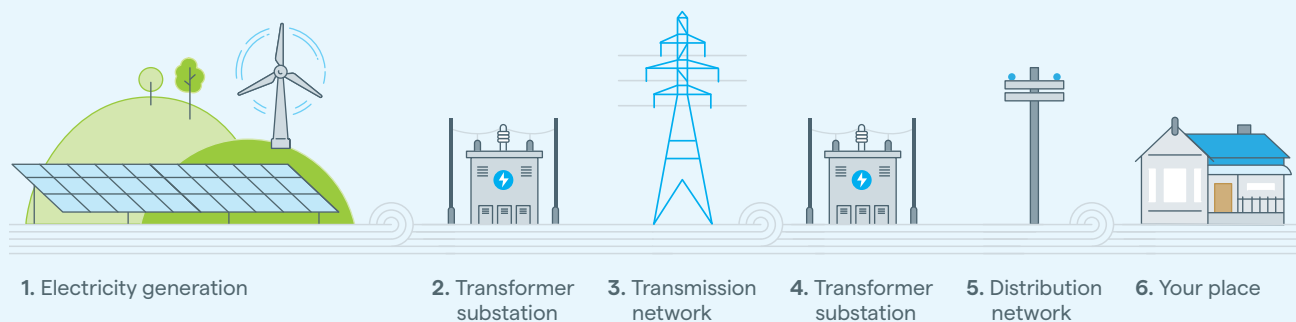 1. Electricity generation
2. Transformer
substation
3. Transmission
network
4. Transformer
substation
5. Distribution
network
6. Your place